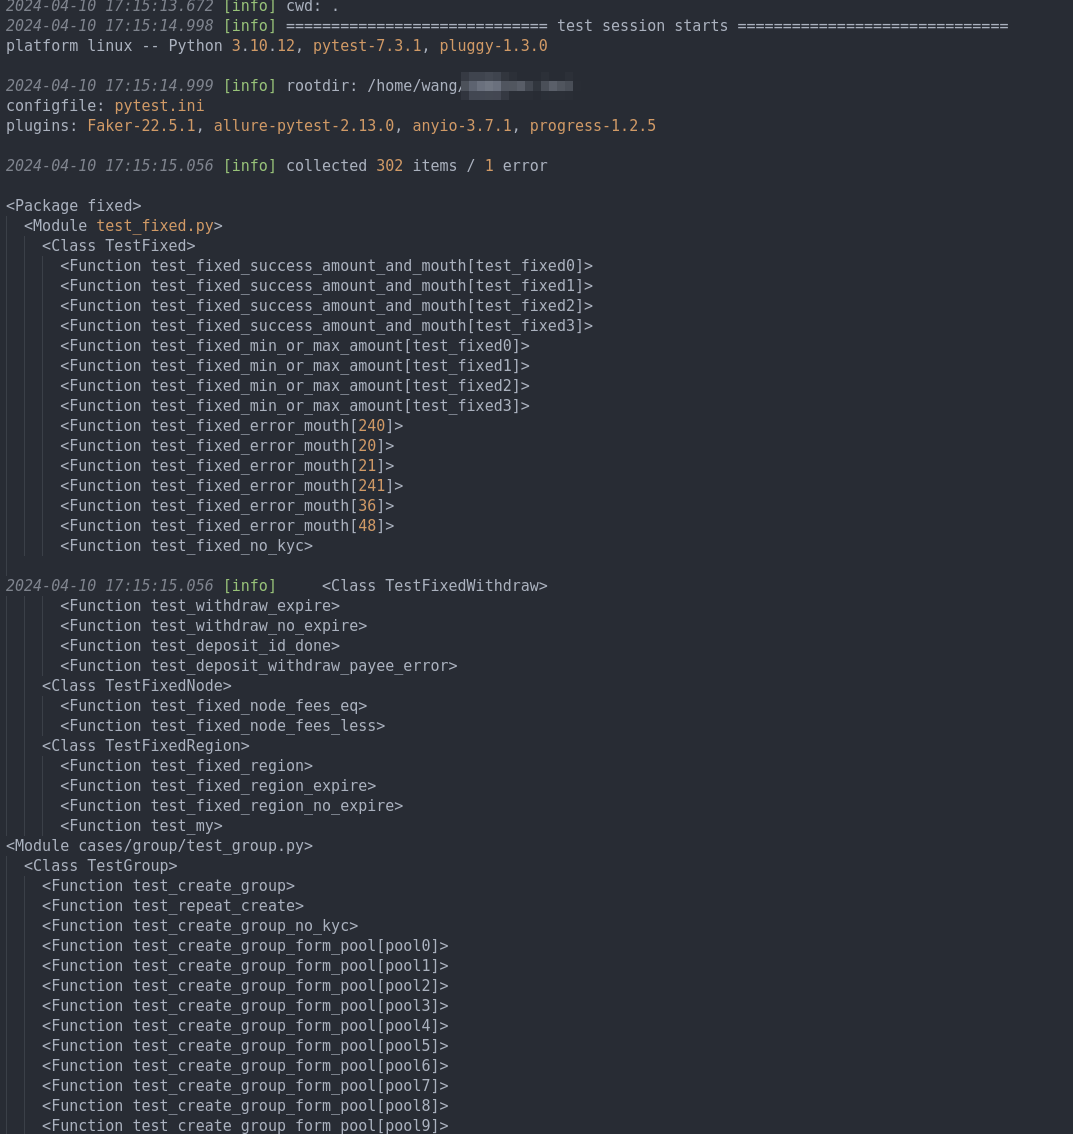 2024-04-10 17:15:13.672 [info] cwd: .
2024-04-10 17:15:14.998 [info] ============================= test session starts ==============================
platform linux -- Python 3.10.12, pytest-7.3.1, pluggy-1.3.0
2024-04-10 17:15:14.999 [info] rootdir: /home/wang/
configfile: pytest.ini
plugins: Faker-22.5.1, allure-pytest-2.13.0, anyio-3.7.1, progress-1.2.5
2024-04-10 17:15:15.056 [info] collected 302 items / 1 error
<Package fixed>
<Module test_fixed.py>
<Class TestFixed>
<Function test_fixed_success_amount_and_mouth[test_fixed0]>
<Function test_fixed_success_amount_and_mouth[test_fixed1]>
<Function test_fixed_success_amount_and_mouth[test_fixed2]>
<Function test_fixed_success_amount_and_mouth[test_fixed3]>
<Function test_fixed_min_or_max_amount[test_fixed0]>
<Function test_fixed_min_or_max_amount[test_fixed1]>
<Function test_fixed_min_or_max_amount[test_fixed2]>
<Function test_fixed_min_or_max_amount[test_fixed3]>
<Function test_fixed_error_mouth[240]>
<Function test_fixed_error_mouth[20]>
<Function test_fixed_error_mouth[21]>
<Function test_fixed_error_mouth[241]>
<Function test_fixed_error_mouth[36]>
<Function test_fixed_error_mouth[48]>
<Function test_fixed_no_kyc>
2024-04-10 17:15:15.056 [info]     <Class TestFixedWithdraw>
<Function test_withdraw_expire>
<Function test_withdraw_no_expire>
<Function test_deposit_id_done>
<Function test_deposit_withdraw_payee_error>
<Class TestFixedNode>
<Function test_fixed_node_fees_eq>
<Function test_fixed_node_fees_less>
<Class TestFixedRegion>
<Function test_fixed_region>
<Function test_fixed_region_expire>
<Function test_fixed_region_no_expire>
<Function test_my>
<Module cases/group/test_group.py>
<Class TestGroup>
<Function test_create_group>
<Function test_repeat_create>
<Function test_create_group_no_kyc>
<Function test_create_group_form_pool[pool0]>
<Function test_create_group_form_pool[pool1]>
<Function test_create_group_form_pool[pool2]>
<Function test_create_group_form_pool[pool3]>
<Function test_create_group_form_pool[pool4]>
<Function test_create_group_form_pool[pool5]>
<Function test_create_group_form_pool[pool6]>
<Function test_create_group_form_pool[pool7]>
<Function test_create_group_form_pool[pool8]>
<Function test_create_group_form_pool[pool9]>